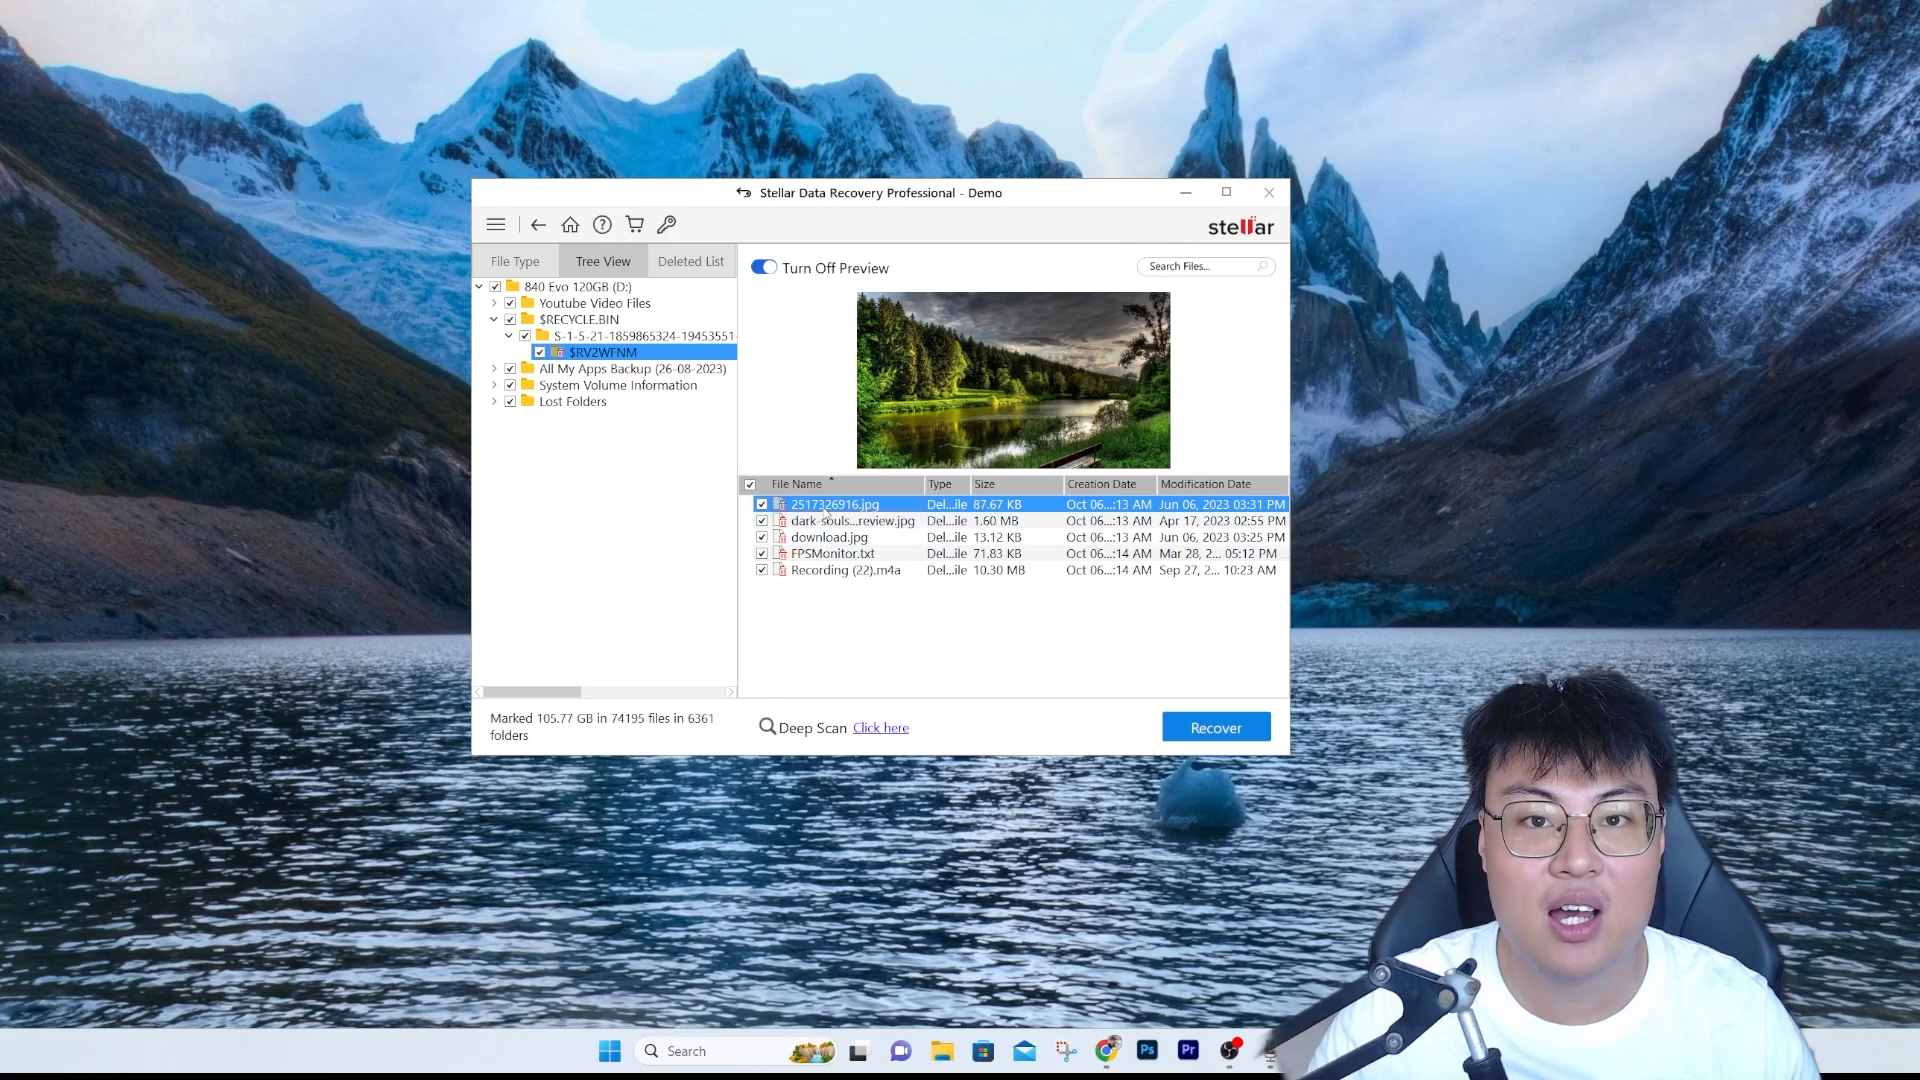 Stellar Data Recovery Professional - Demo
stellar
File Type
Tree View
Deleted List
Turn Off Preview
Search Files...
840 Evo 120GB (D:)
Youtube Video Files
$RECYCLE.BIN
S-1-5-21-1859865324-19453551
$RV2WFNM
All My Apps Backup (26-08-2023)
System Volume Information
Lost Folders
File Name Type Size Creation Date Modification Date
2517326916.jpg Del...ile 87.67 KB Oct 06...:13 AM Jun 06, 2023 03:31 PM
dark-souls...review.jpg Del...ile 1.60 MB Oct 06...:13 AM Apr 17, 2023 02:55 PM
download.jpg Del...ile 13.12 KB Oct 06...:13 AM Jun 06, 2023 03:25 PM
FPSMonitor.txt Del...ile 71.83 KB Oct 06...:14 AM Mar 28, 2... 05:12 PM
Recording (22).m4a Del...ile 10.30 MB Oct 06...:14 AM Sep 27, 2... 10:23 AM
Marked 105.77 GB in 74195 files in 6361
folders
Deep Scan Click here
Recover
Search
Ps
Pr